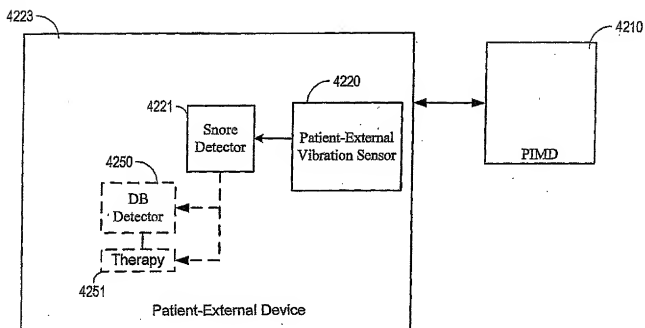 4223
4210
4220
4221
Snore
Detector
Patient-External
Vibration Sensor
PIMD
4250
DB
Detector
Therapy
4251
Patient-External Device